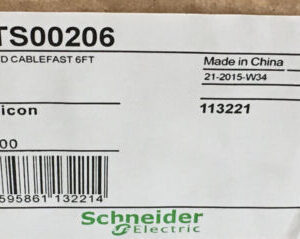 TS00206
D CABLEFAST 6FT
Made in China
21-2015-W34
icon
113221
00
595861 132214
Schneider
Electric